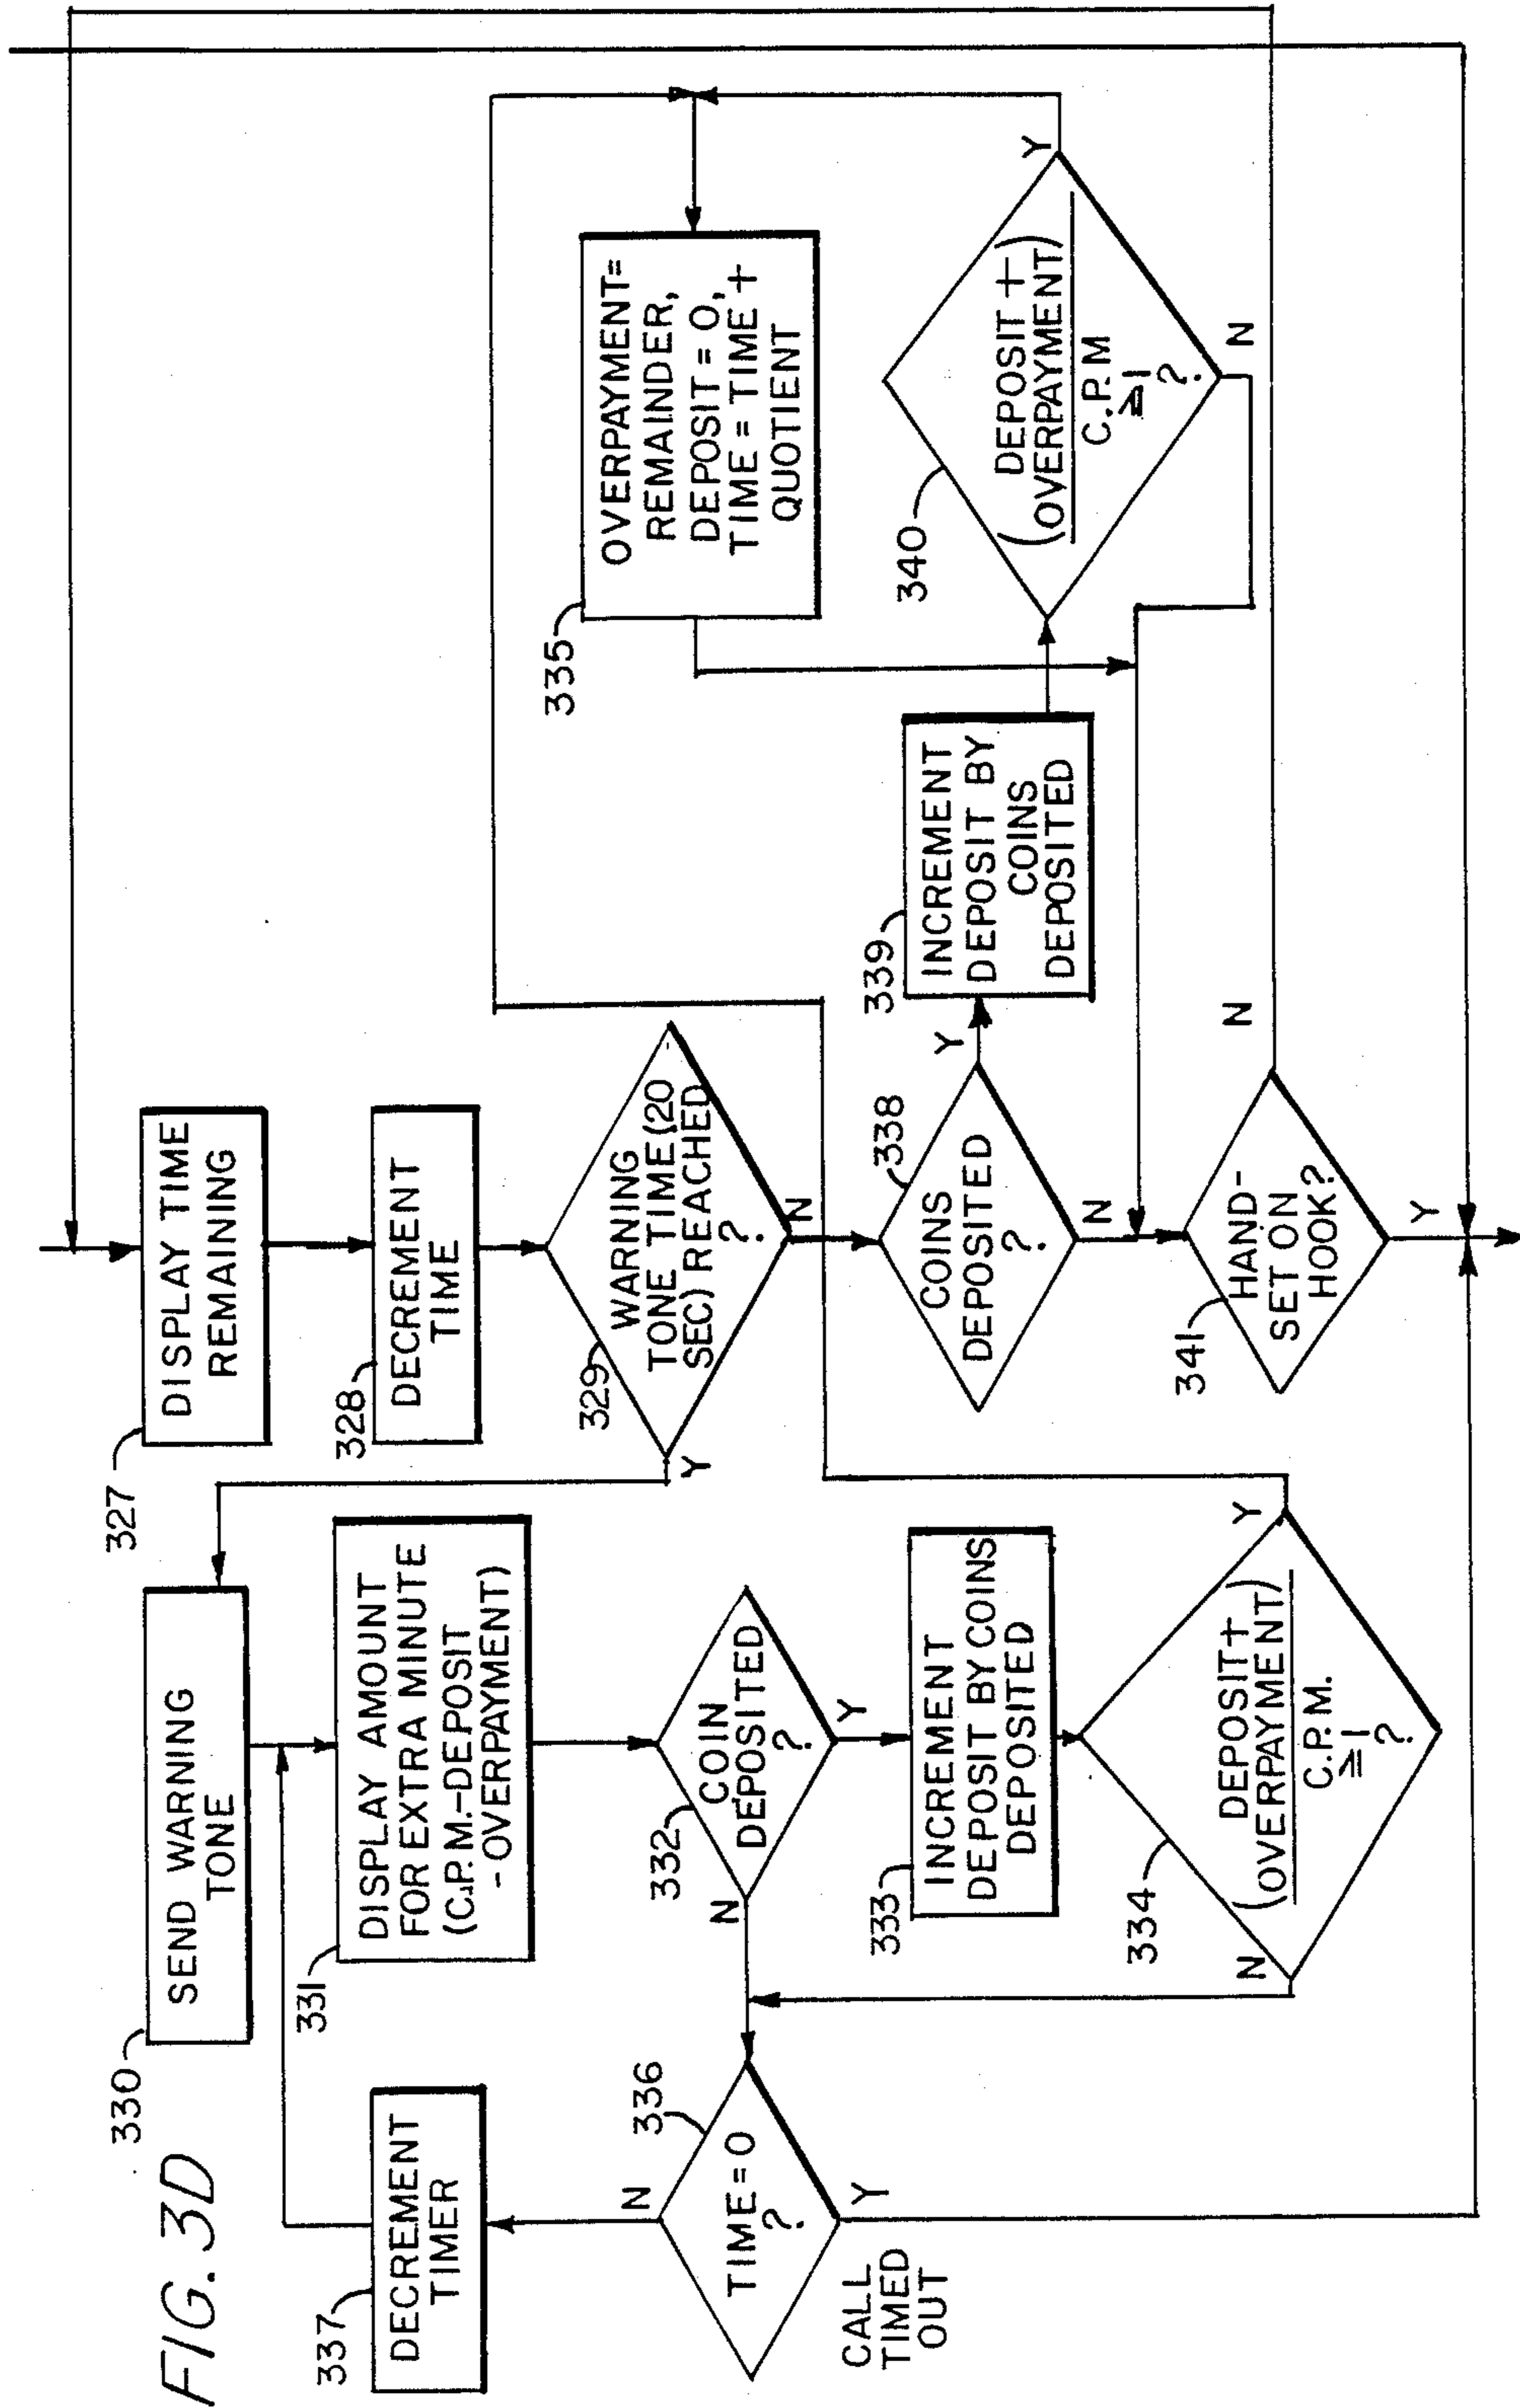 FIG. 3D
330
SEND WARNING
TONE
327
DISPLAY TIME
REMAINING
337
DECREMENT
TIMER
331
DISPLAY AMOUNT
FOR EXTRA MINUTE
(C.P.M.-DEPOSIT
- OVERPAYMENT)
328
DECREMENT
TIME
329
WARNING
TONE TIME (20
SEC) REACHED
?
Y
N
335
OVERPAYMENT=
REMAINDER,
DEPOSIT = 0,
TIME = TIME +
QUOTIENT
336
TIME = 0
?
N
Y
CALL
TIMED
OUT
332
COIN
DEPOSITED
?
N
Y
333
INCREMENT
DEPOSIT BY COINS
DEPOSITED
338
COINS
DEPOSITED
?
Y
N
339
INCREMENT
DEPOSIT BY
COINS
DEPOSITED
340
(DEPOSIT +
OVERPAYMENT)
C.P.M
≥ 1
?
Y
N
334
(DEPOSIT +
OVERPAYMENT)
C.P.M.
≥ 1
?
N
Y
341
HAND-
SET ON
HOOK?
N
Y